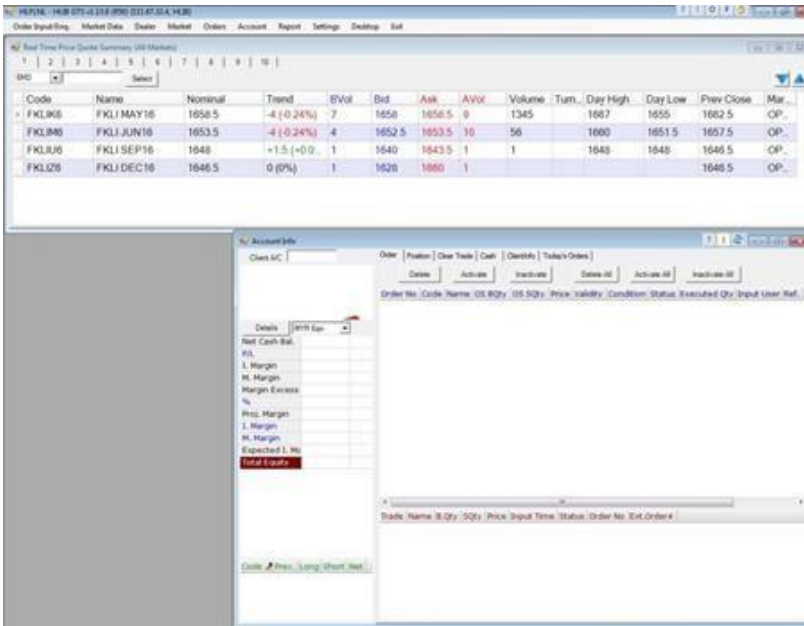 Order Input/Enq. Market Data Dealer Market Orders Account Report Settings Desktop Exit
Real Time Price Quote Summary (All Markets)
1 | 2 | 3 | 4 | 5 | 6 | 7 | 8 | 9 | 10 |
Select
Code Name Nominal Trend BVol Bid Ask AVol Volume Turn... Day High Day Low Prev Close Mar...
FKLIK6 FKLI MAY16 1658.5 -4 (-0.24%) 7 1658 1658.5 9 1345 1667 1655 1662.5 OP...
FKLIM6 FKLI JUN16 1653.5 -4 (-0.24%) 4 1652.5 1653.5 10 56 1660 1651.5 1657.5 OP...
FKLIU6 FKLI SEP16 1648 +1.5 (+0.0... 1 1640 1643.5 1 1 1648 1648 1646.5 OP...
FKLIZ6 FKLI DEC16 1646.5 0 (0%) 1 1628 1660 1 1646.5 OP...
Account Info
Client A/C
Order | Position | Clear Trade | Cash | ClientInfo | Today's Orders |
Delete Activate Inactivate Delete All Activate All Inactivate All
Order No Code Name OS BQty OS SQty Price Validity Condition Status Executed Qty Input User Ref.
Details
Net Cash Bal.
P/L
I. Margin
M. Margin
Margin Excess
%
Proj. Margin
I. Margin
M. Margin
Expected I. Ma
Total Equity
Trade Name B.Qty SQty Price Input Time Status Order No Ext.Order#
Code Prev. Long Short Net